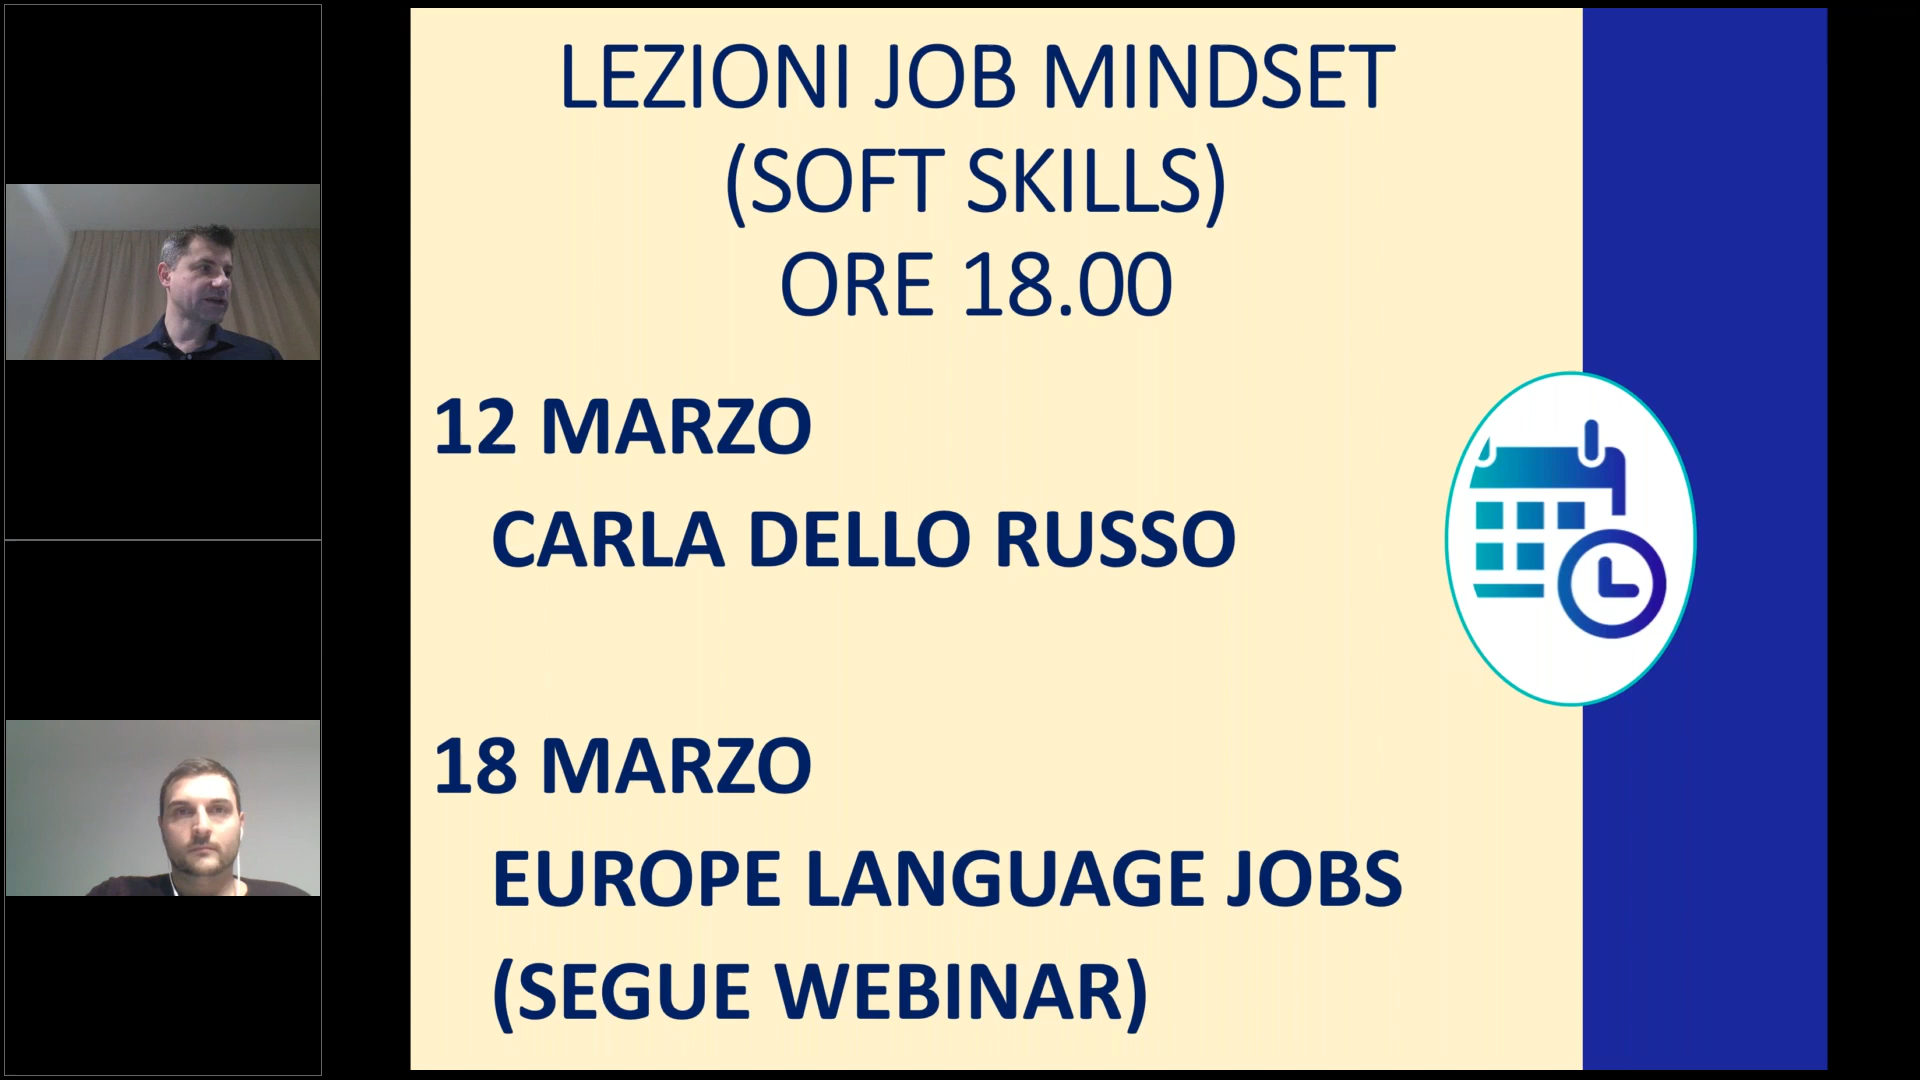 LEZIONI JOB MINDSET
(SOFT SKILLS)
ORE 18.00
12 MARZO
CARLA DELLO RUSSO
18 MARZO
EUROPE LANGUAGE JOBS
(SEGUE WEBINAR)